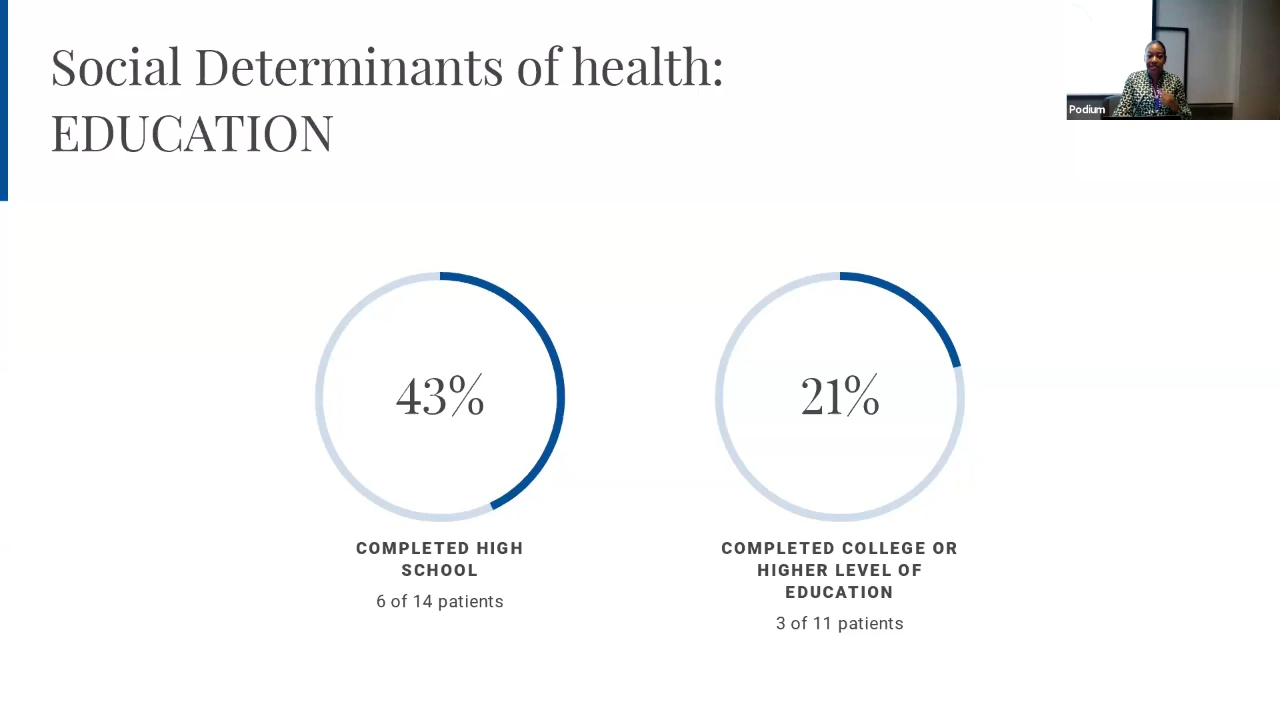 Social Determinants of health:
EDUCATION
Podium
43%
21%
COMPLETED HIGH
SCHOOL
6 of 14 patients
COMPLETED COLLEGE OR
HIGHER LEVEL OF
EDUCATION
3 of 11 patients